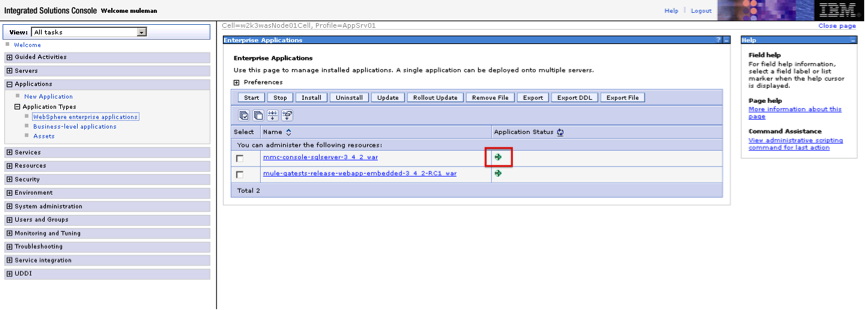 Integrated Solutions Console Welcome muleman
Help | Logout
IBM
View: All tasks
Cell=w2k3wasNode01Cell, Profile=AppSrv01
Close page
Welcome
Guided Activities
Servers
Applications
New Application
Application Types
WebSphere enterprise applications
Business-level applications
Assets
Services
Resources
Security
Environment
System administration
Users and Groups
Monitoring and Tuning
Troubleshooting
Service integration
UDDI
Enterprise Applications
? _
Enterprise Applications
Use this page to manage installed applications. A single application can be deployed onto multiple servers.
Preferences
Start Stop Install Uninstall Update Rollout Update Remove File Export Export DDL Export File
Select Name Application Status
You can administer the following resources:
mmc-console-sqlserver-3_4_2_war
mule-qatests-release-webapp-embedded-3_4_2-RC1_war
Total 2
Help
Field help
For field help information,
select a field label or list
marker when the help cursor
is displayed.
Page help
More information about this
page
Command Assistance
View administrative scripting
command for last action